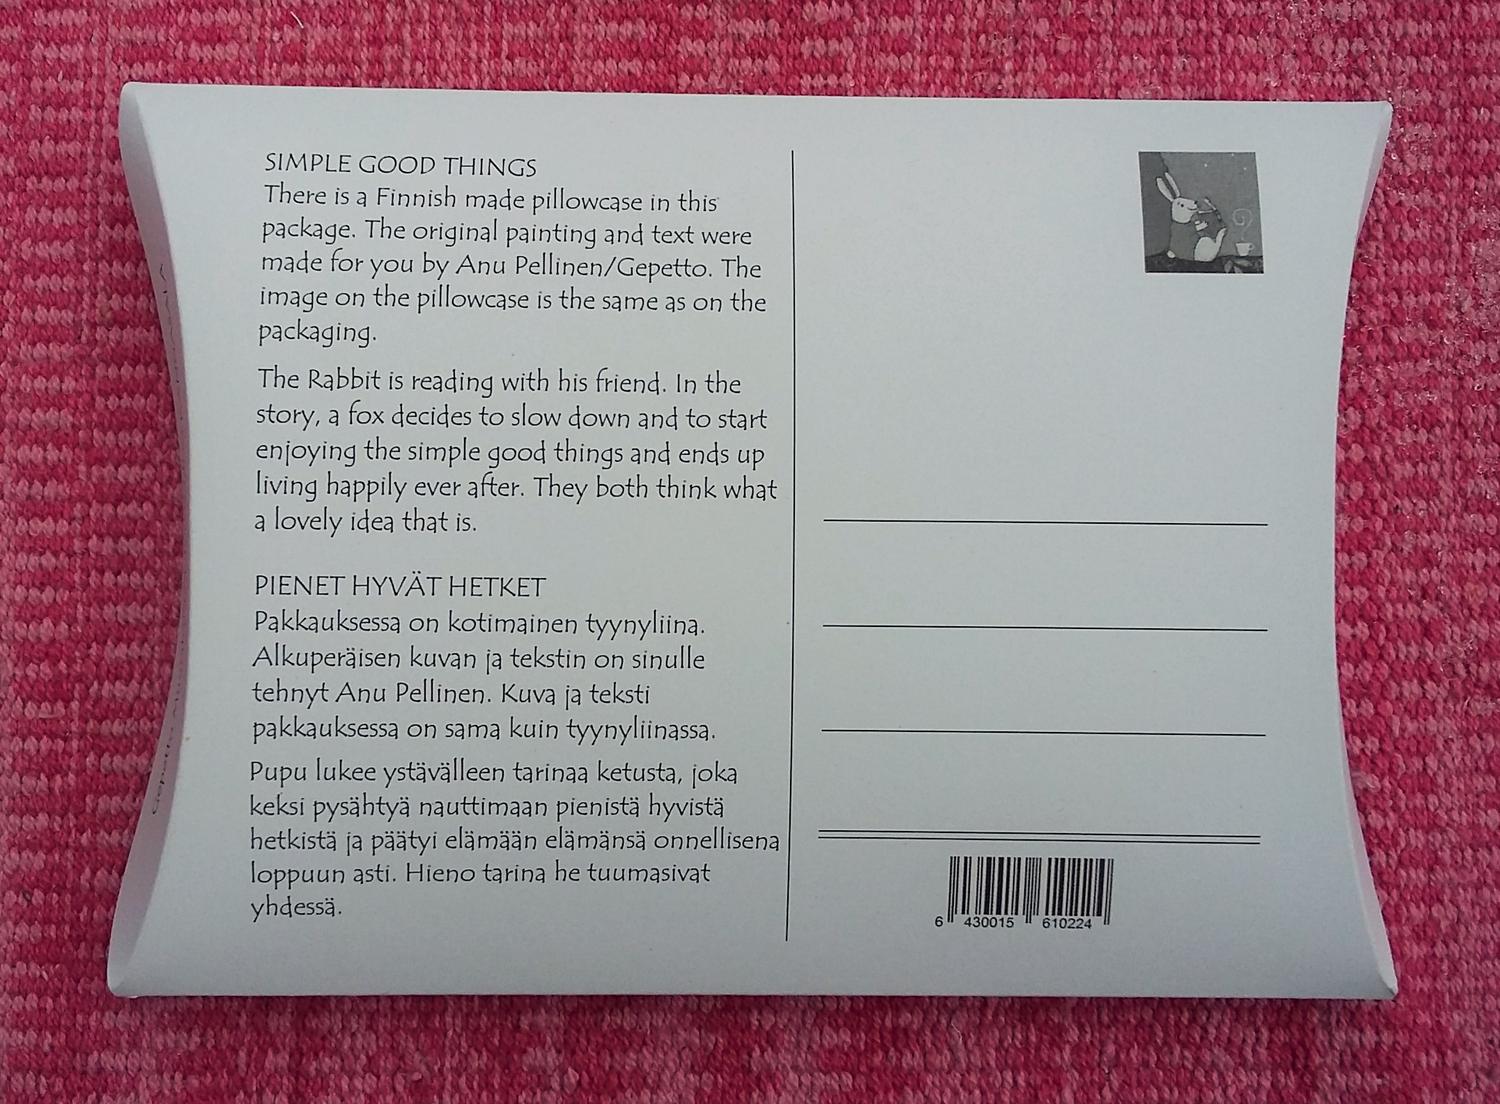 SIMPLE GOOD THINGS
There is a Finnish made pillowcase in this
package. The original painting and text were
made for you by Anu Pellinen/Gepetto. The
image on the pillowcase is the same as on the
packaging.
The Rabbit is reading with his friend. In the
story, a fox decides to slow down and to start
enjoying the simple good things and ends up
living happily ever after. They both think what
a lovely idea that is.
PIENET HYVÄT HETKET
Pakkauksessa on kotimainen tyynyliina.
Alkuperäisen kuvan ja tekstin on sinulle
tehnyt Anu Pellinen. Kuva ja teksti
pakkauksessa on sama kuin tyynyliinassa.
Pupu lukee ystävälleen tarinaa ketusta, joka
keksi pysähtyä nauttimaan pienistä hyvistä
hetkistä ja päätyi elämään elämänsä onnellisena
loppuun asti. Hieno tarina he tuumasivat
yhdessä.
6 430015 610224